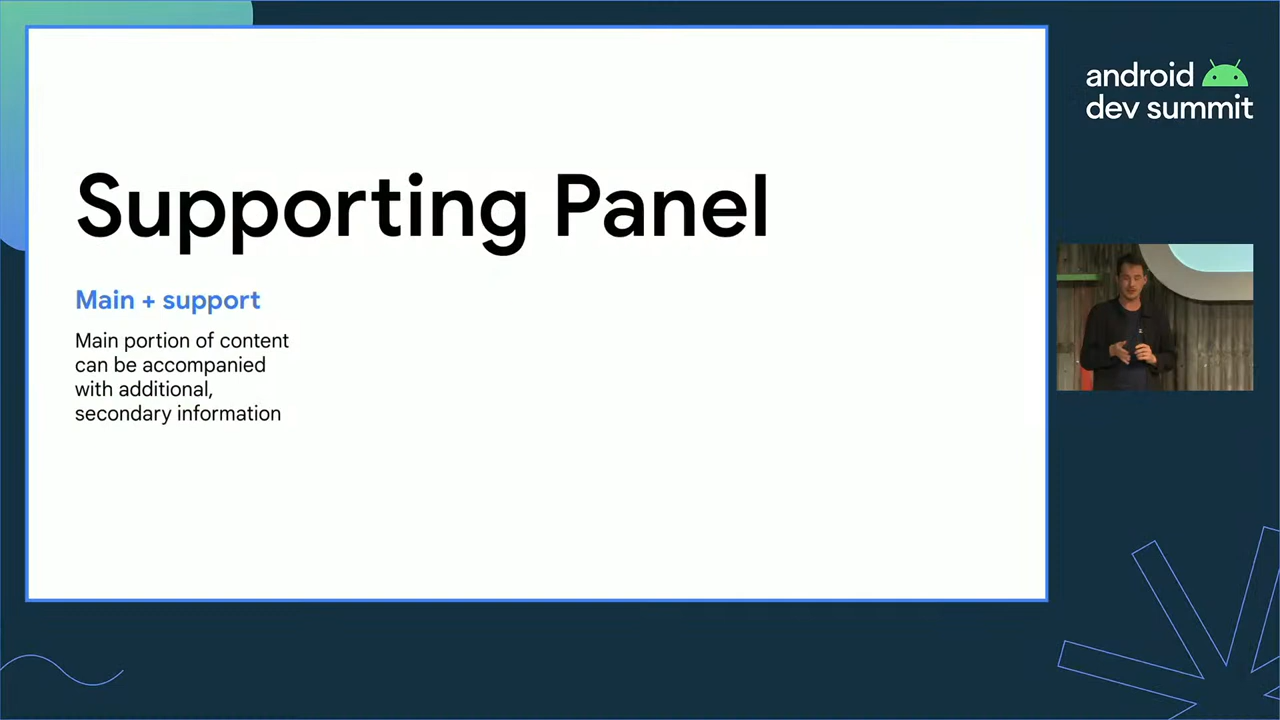 Supporting Panel
Main + support
Main portion of content
can be accompanied
with additional,
secondary information
android
dev summit